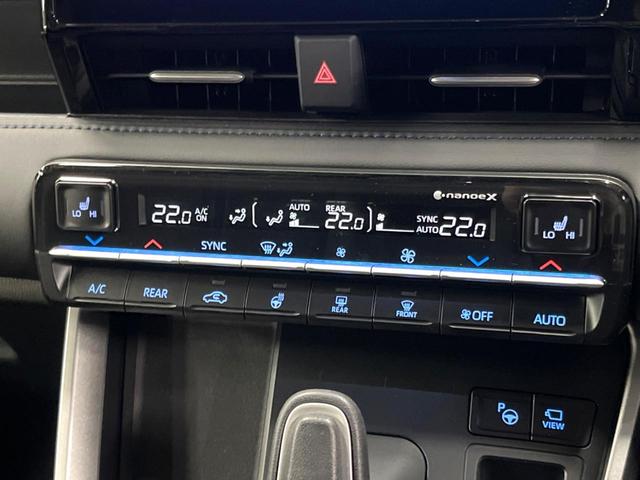 nanoeX
LO HI
22.0 A/C ON
AUTO REAR 22.0
SYNC AUTO 22.0
LO HI
SYNC
A/C REAR REAR FRONT OFF AUTO
P VIEW